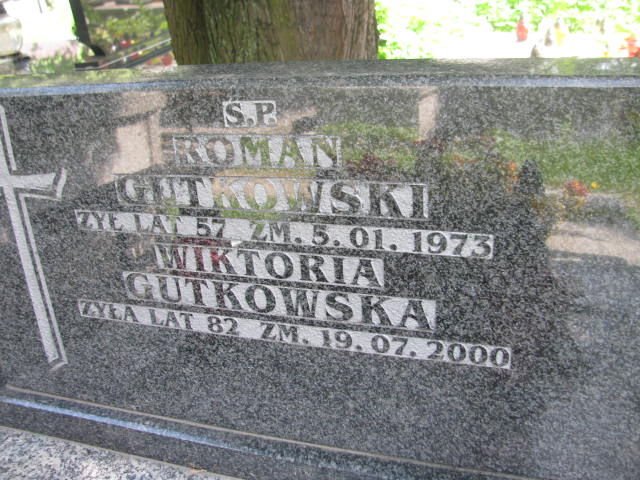 S.P.
ROMAN
GUTKOWSKI
ŻYŁ LAT 57 ZM. 5.01.1973
WIKTORIA
GUTKOWSKA
ŻYŁA LAT 82 ZM. 19.07.2000